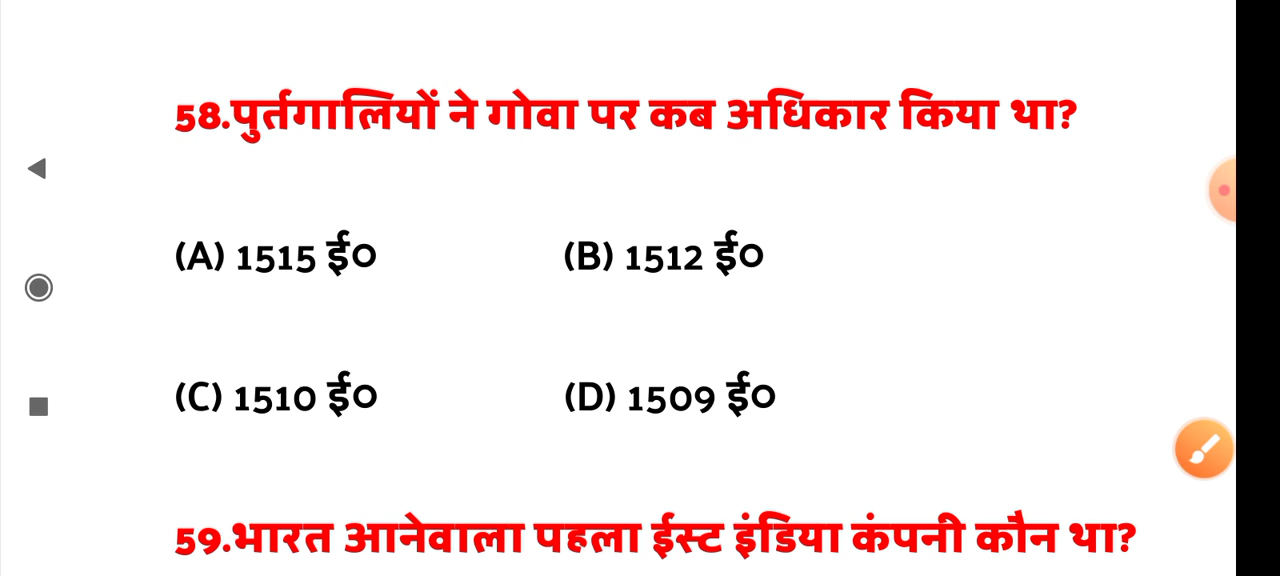 58.पुर्तगालियों ने गोवा पर कब अधिकार किया था?
(A) 1515 ई० (B) 1512 ई०
(C) 1510 ई० (D) 1509 ई०
59.भारत आनेवाला पहला ईस्ट इंडिया कंपनी कौन था?